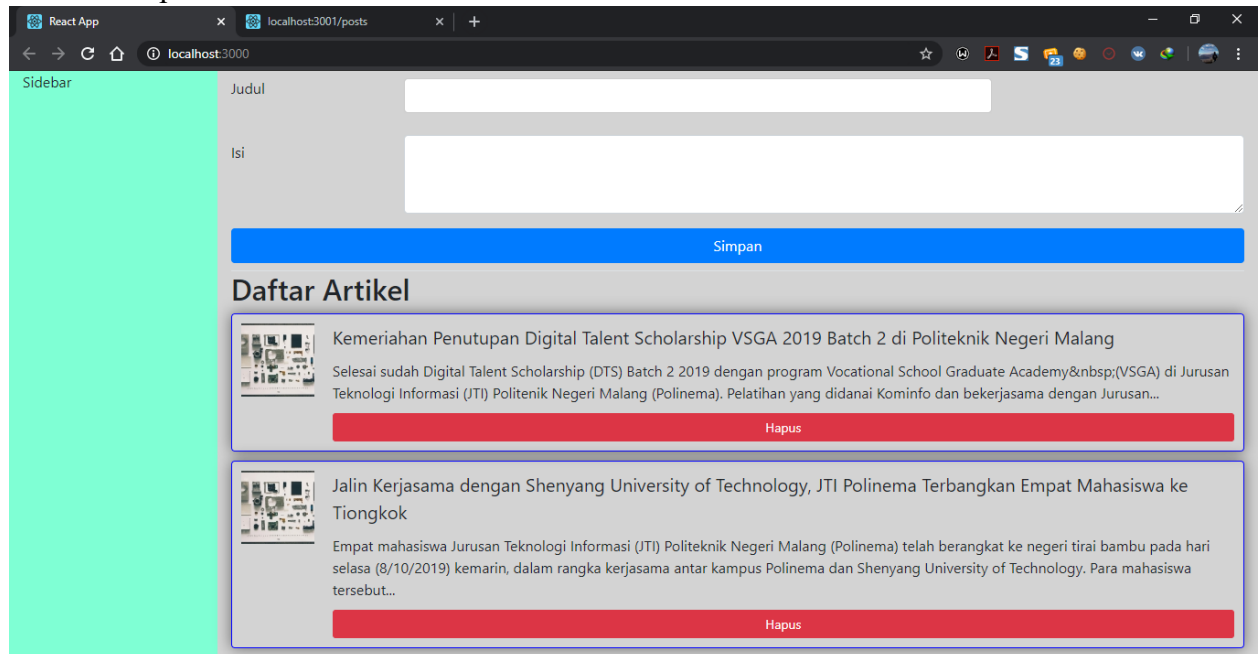 React App
localhost:3001/posts
localhost:3000
23
Sidebar
Judul
Isi
Simpan
Daftar Artikel
Kemeriahan Penutupan Digital Talent Scholarship VSGA 2019 Batch 2 di Politeknik Negeri Malang
Selesai sudah Digital Talent Scholarship (DTS) Batch 2 2019 dengan program Vocational School Graduate Academy&nbsp;(VSGA) di Jurusan
Teknologi Informasi (JTI) Politenik Negeri Malang (Polinema). Pelatihan yang didanai Kominfo dan bekerjasama dengan Jurusan...
Hapus
Jalin Kerjasama dengan Shenyang University of Technology, JTI Polinema Terbangkan Empat Mahasiswa ke
Tiongkok
Empat mahasiswa Jurusan Teknologi Informasi (JTI) Politeknik Negeri Malang (Polinema) telah berangkat ke negeri tirai bambu pada hari
selasa (8/10/2019) kemarin, dalam rangka kerjasama antar kampus Polinema dan Shenyang University of Technology. Para mahasiswa
tersebut...
Hapus